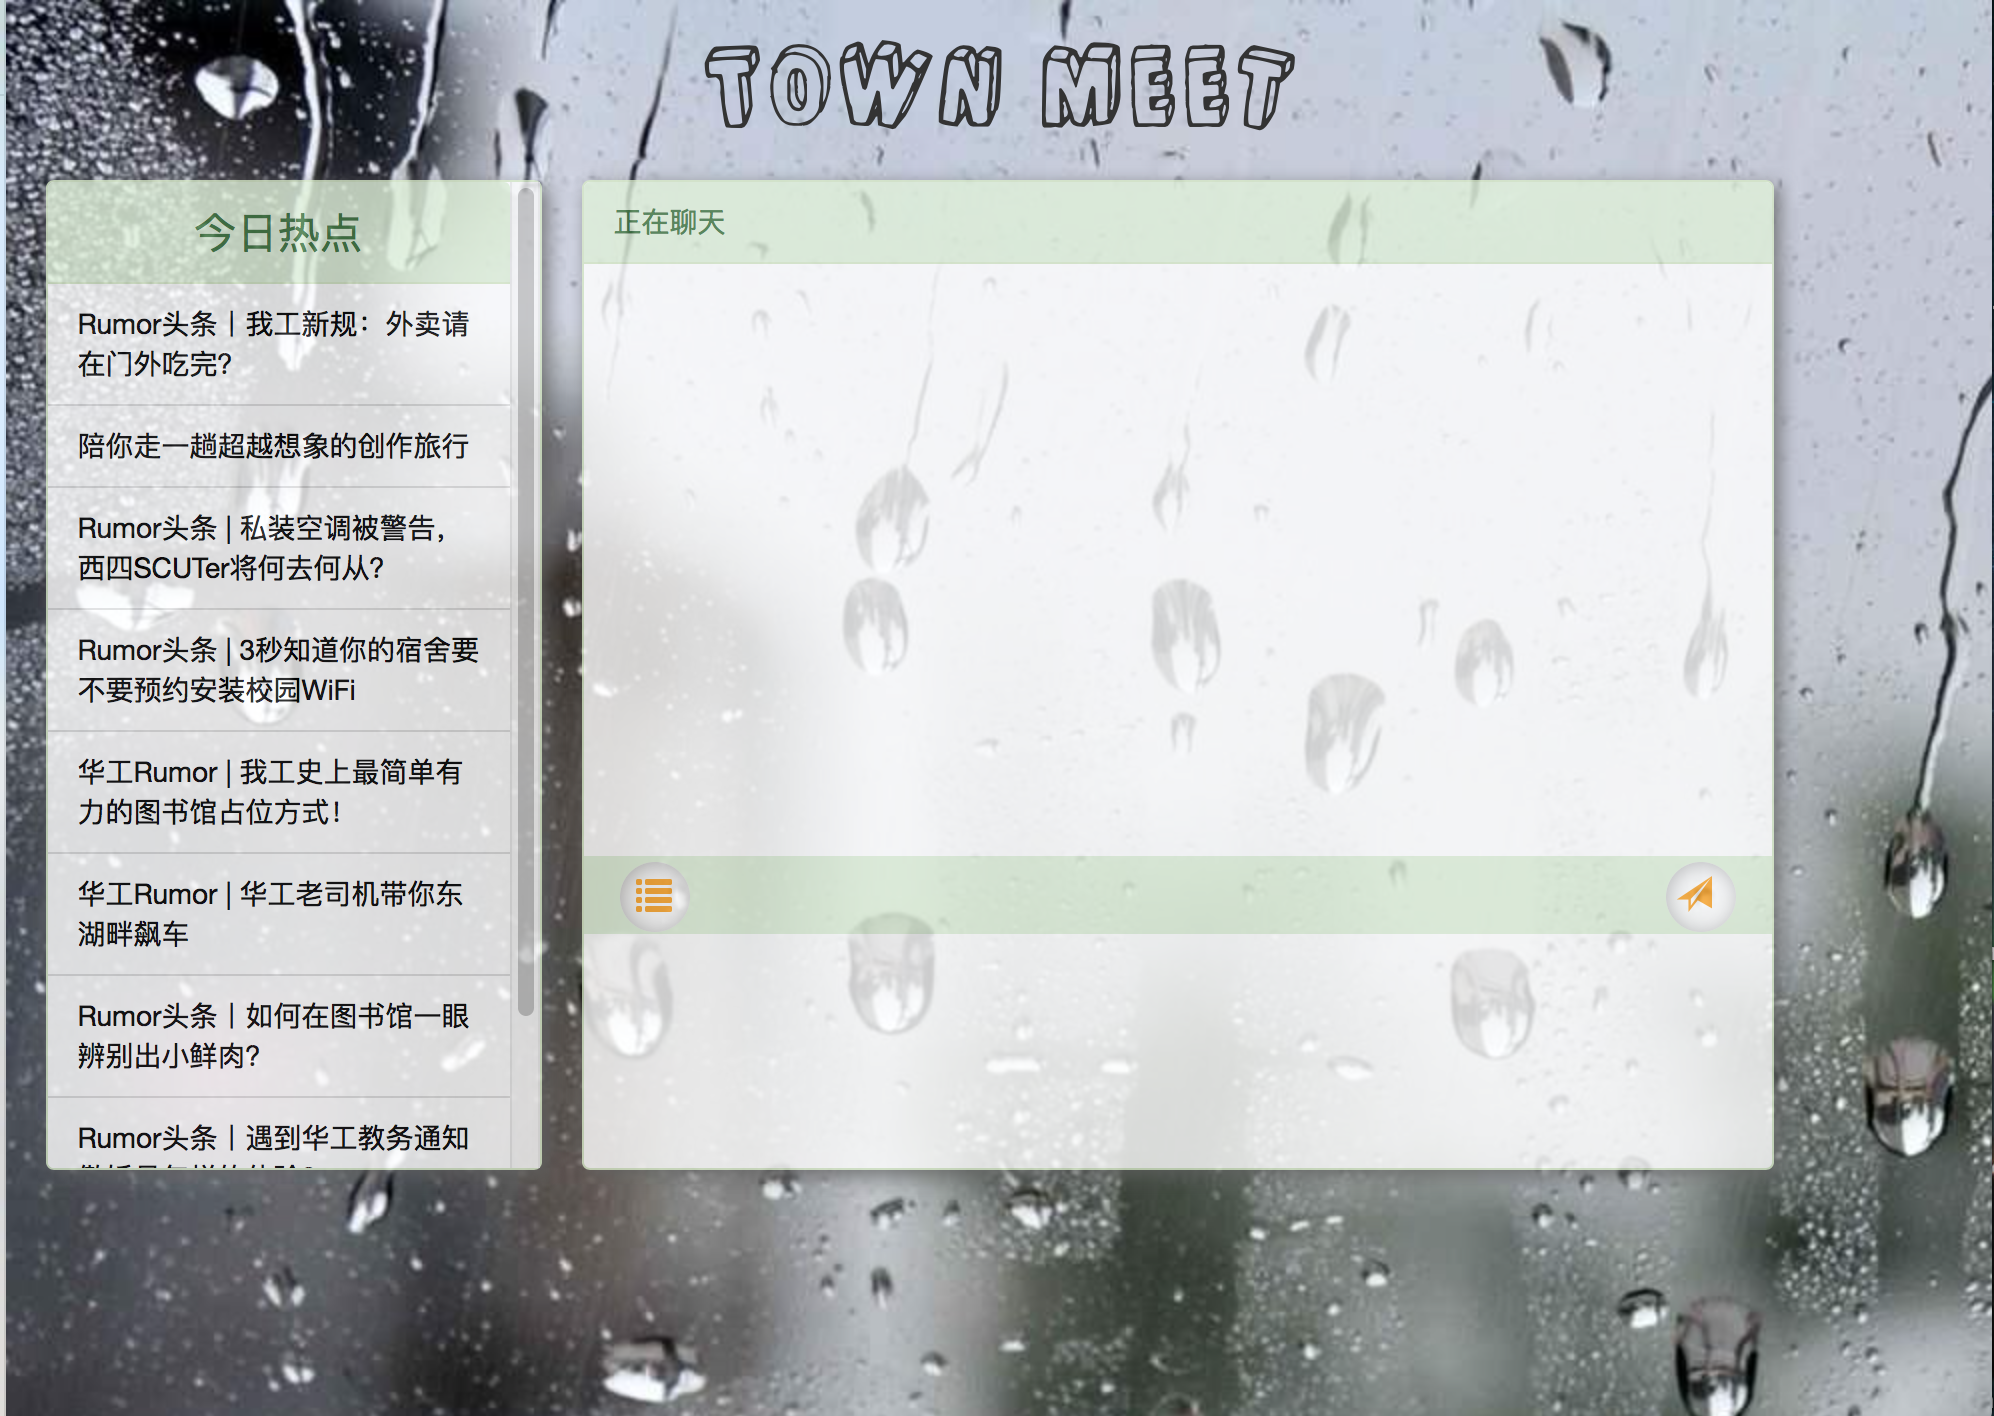 TOWN MEET
今日热点
Rumor头条丨我工新规：外卖请
在门外吃完？
陪你走一趟超越想象的创作旅行
Rumor头条 | 私装空调被警告，
西四SCUTer将何去何从？
Rumor头条 | 3秒知道你的宿舍要
不要预约安装校园WiFi
华工Rumor | 我工史上最简单有
力的图书馆占位方式！
华工Rumor | 华工老司机带你东
湖畔飙车
Rumor头条丨如何在图书馆一眼
辨别出小鲜肉？
Rumor头条丨遇到华工教务通知
正在聊天